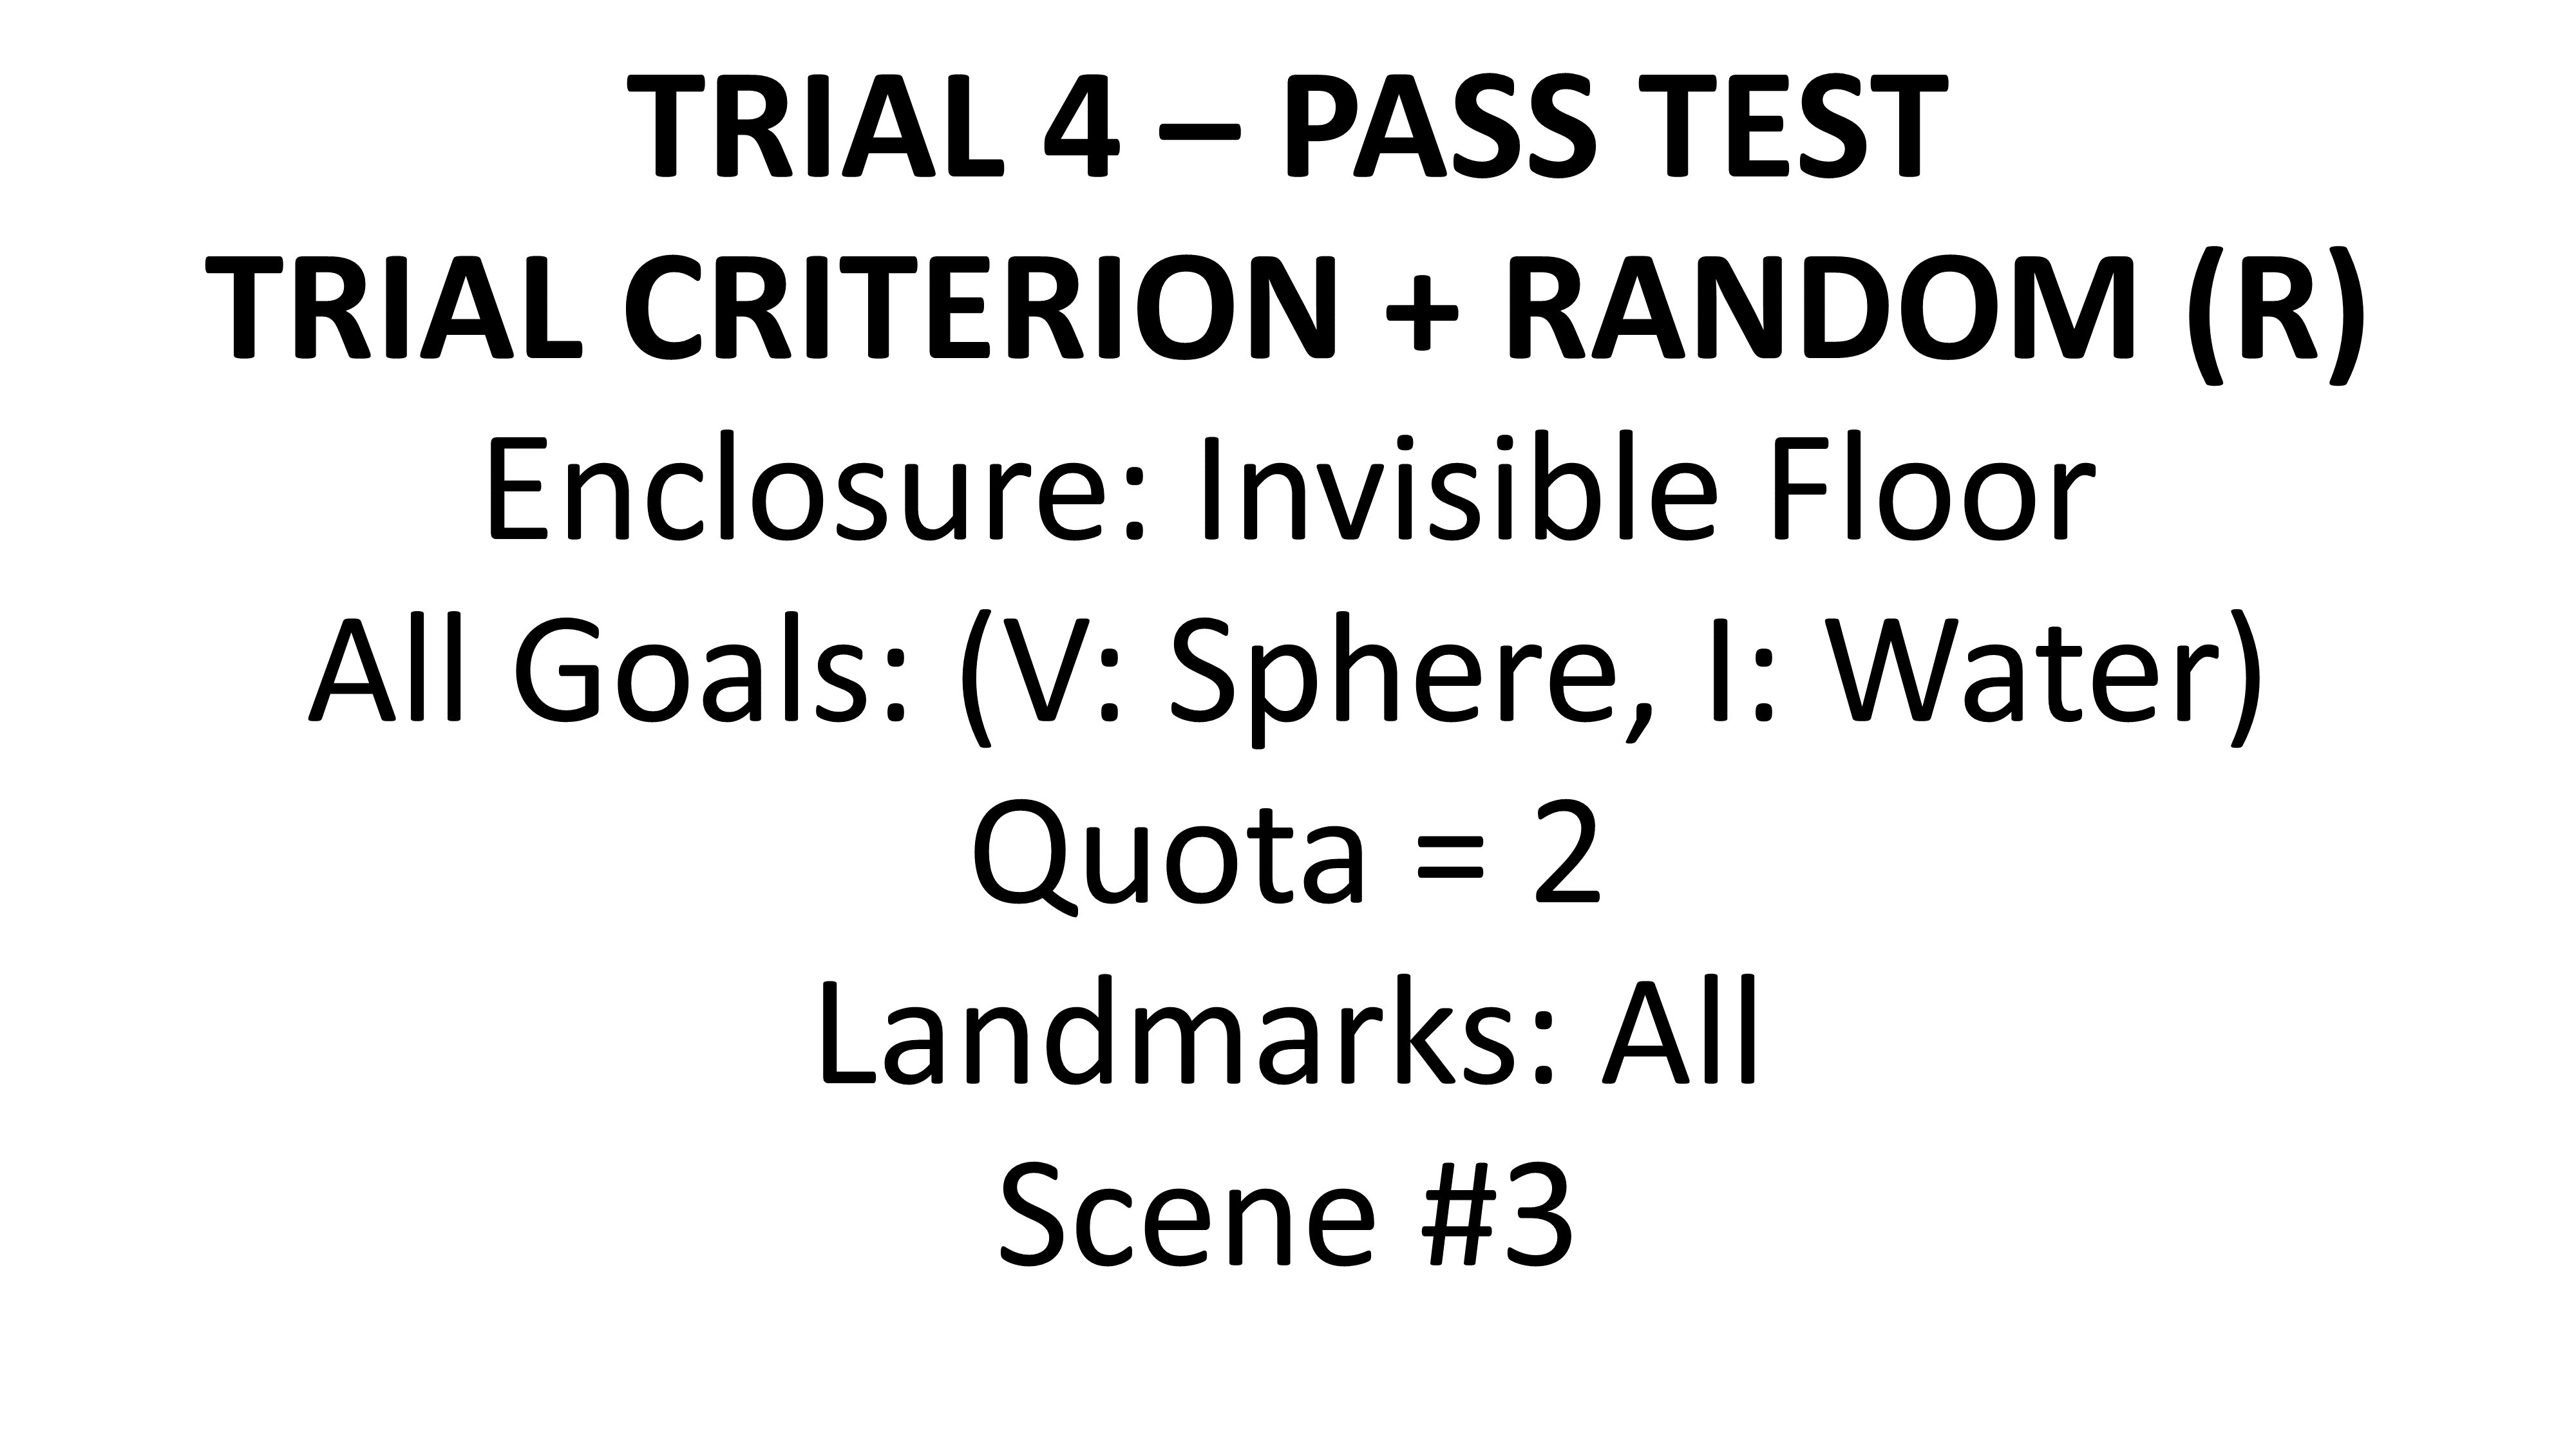 TRIAL 4 – PASS TEST
TRIAL CRITERION + RANDOM (R)
Enclosure: Invisible Floor
All Goals: (V: Sphere, I: Water)
Quota = 2
Landmarks: All
Scene #3